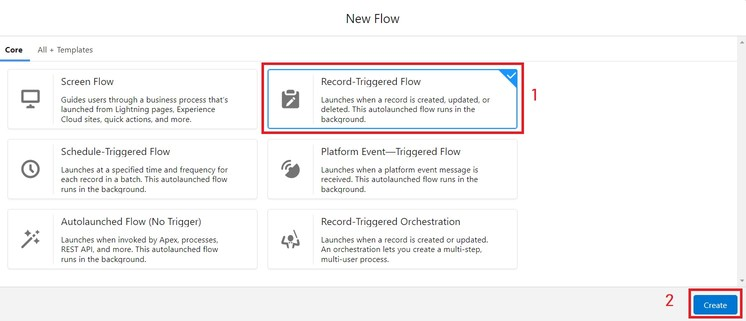 New Flow
Core All + Templates
Screen Flow
Guides users through a business process that's
launched from Lightning pages, Experience
Cloud sites, quick actions, and more.
Record-Triggered Flow
Launches when a record is created, updated, or
deleted. This autolaunched flow runs in the
background.
1
Schedule-Triggered Flow
Launches at a specified time and frequency for
each record in a batch. This autolaunched flow
runs in the background.
Platform Event—Triggered Flow
Launches when a platform event message is
received. This autolaunched flow runs in the
background.
Autolaunched Flow (No Trigger)
Launches when invoked by Apex, processes,
REST API, and more. This autolaunched flow
runs in the background.
Record-Triggered Orchestration
Launches when a record is created or updated.
An orchestration lets you create a multi-step,
multi-user process.
2
Create